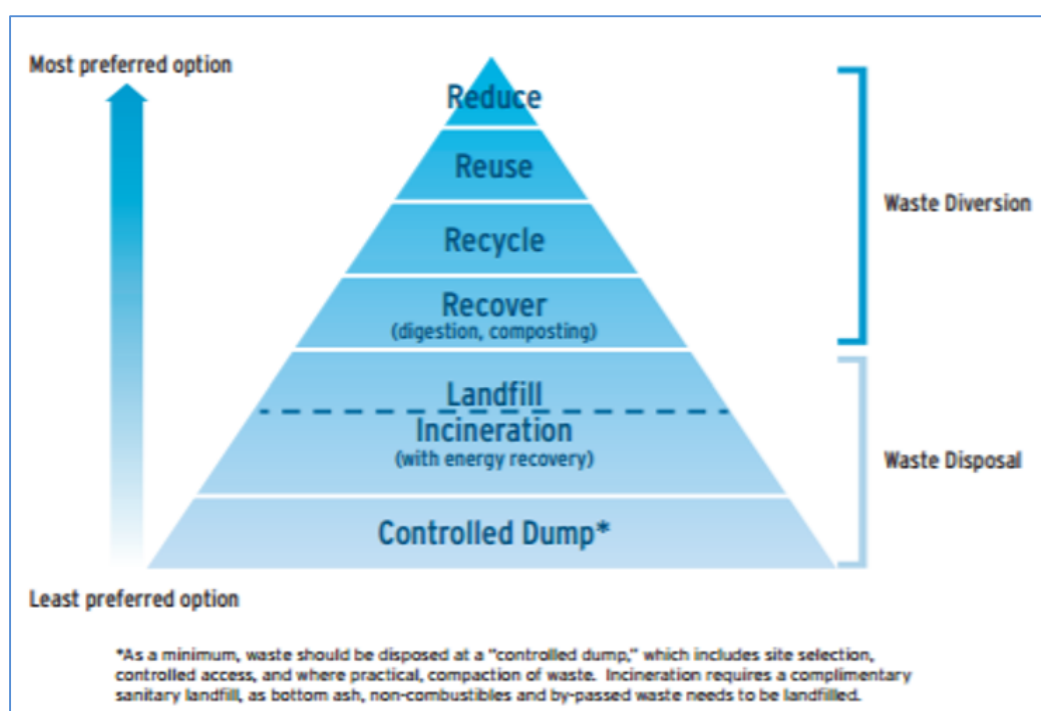 Most preferred option
Reduce
Reuse
Waste Diversion
Recycle
Recover
(digestion, composting)
Landfill
Incineration
(with energy recovery)
Waste Disposal
Controlled Dump*
Least preferred option
*As a minimum, waste should be disposed at a "controlled dump," which includes site selection,
controlled access, and where practical, compaction of waste. Incineration requires a complimentary
sanitary landfill, as bottom ash, non-combustibles and by-passed waste needs to be landfilled.